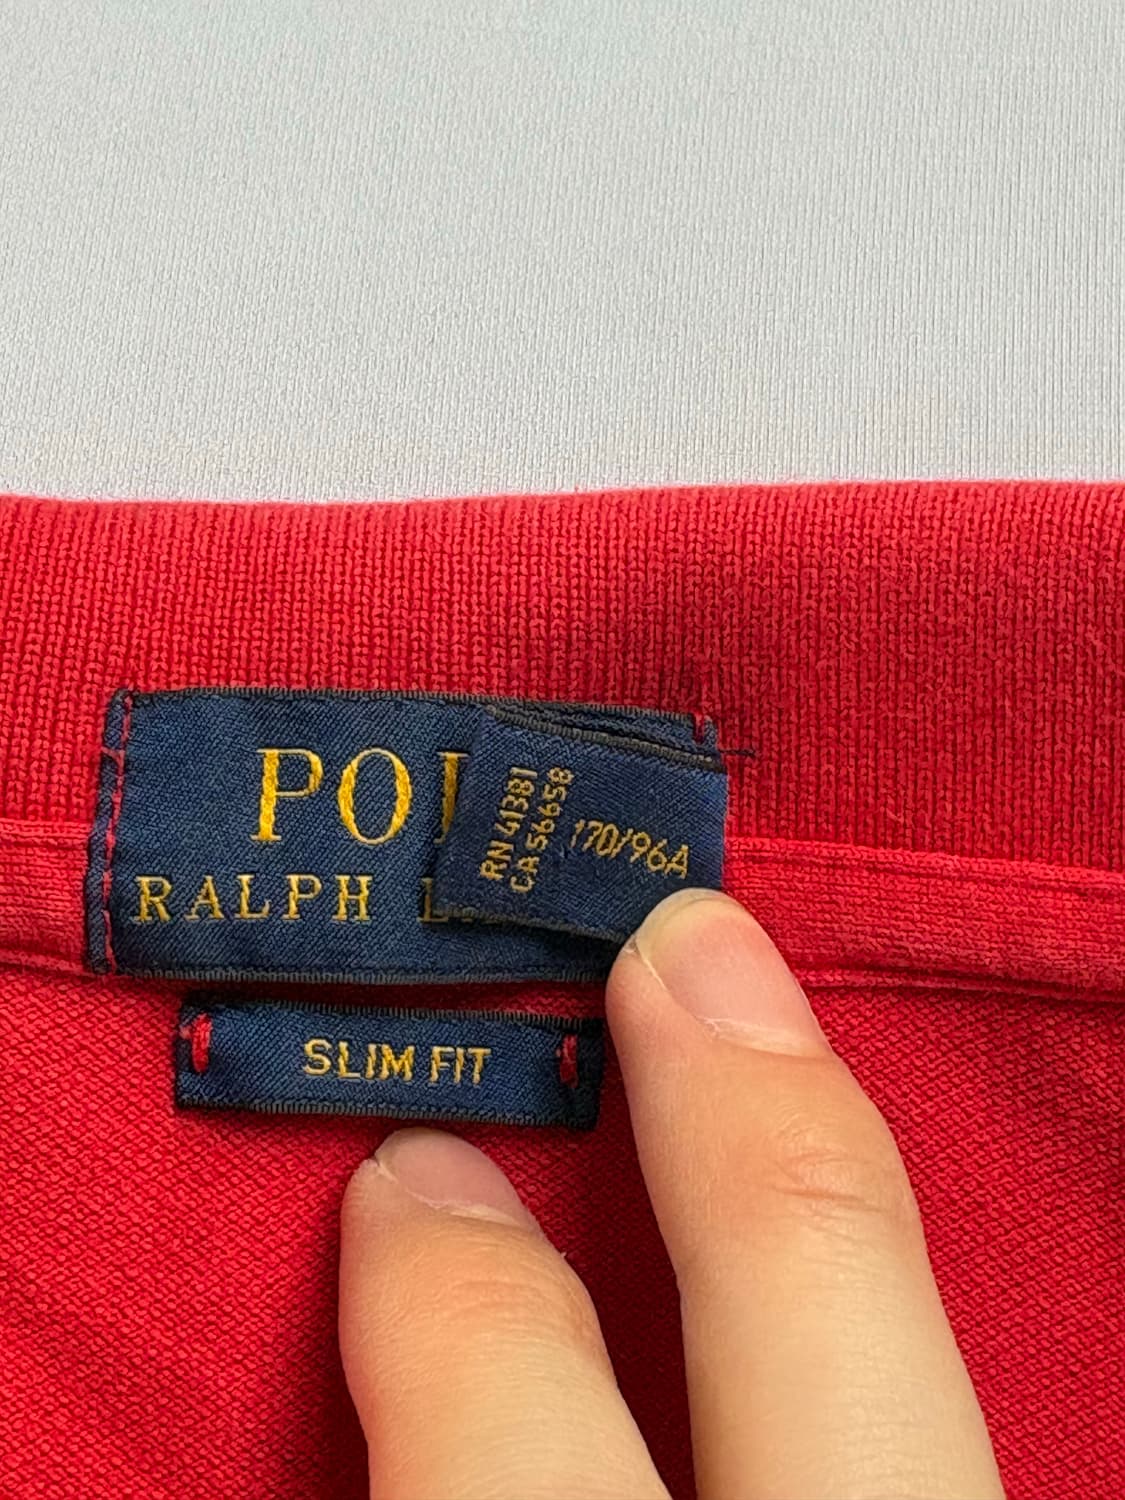 PO
RALPH
RN 41381
CA 56658
170/96A
SLIM FIT